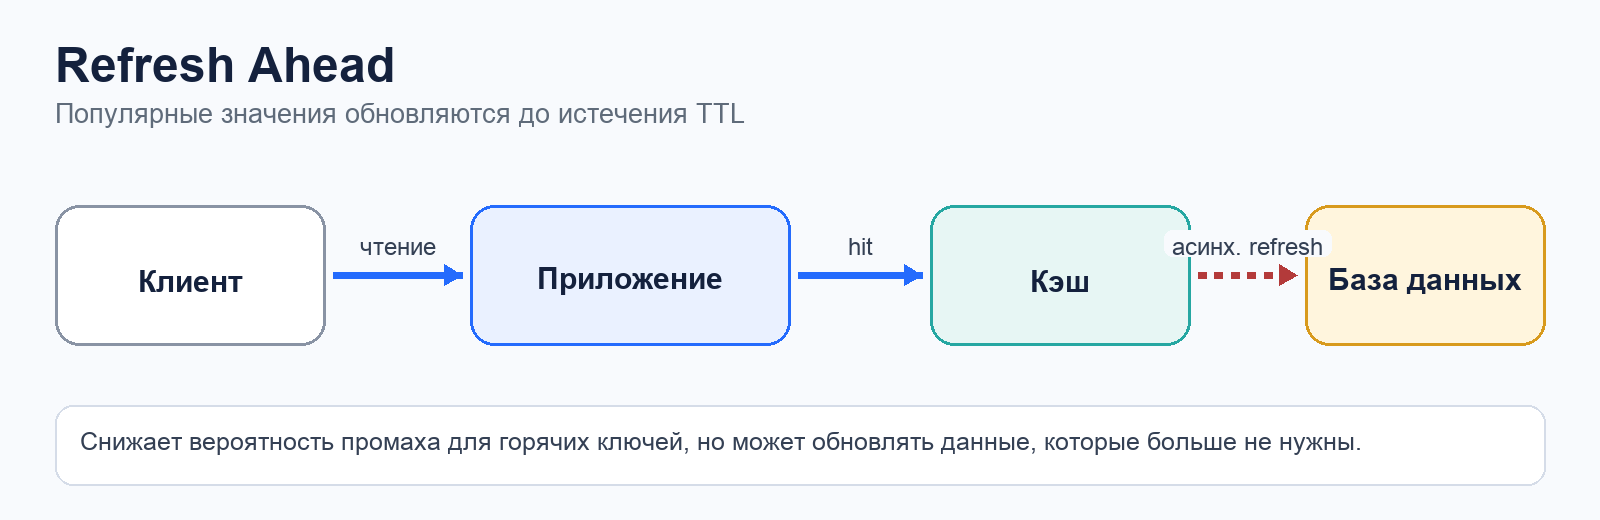 Refresh Ahead
Популярные значения обновляются до истечения TTL
Клиент
чтение
Приложение
hit
Кэш
асинх. refresh
База данных
Снижает вероятность промаха для горячих ключей, но может обновлять данные, которые больше не нужны.